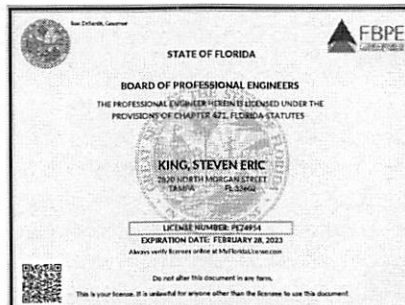 Ron DeSantis, Governor
FBPE
STATE OF FLORIDA
BOARD OF PROFESSIONAL ENGINEERS
THE PROFESSIONAL ENGINEER HEREIN IS LICENSED UNDER THE
PROVISIONS OF CHAPTER 471, FLORIDA STATUTES
KING, STEVEN ERIC
2820 NORTH MORGAN STREET
TAMPA FL 33602
LICENSE NUMBER: PE74954
EXPIRATION DATE: FEBRUARY 28, 2023
Always verify licenses online at MyFloridaLicense.com
Do not alter this document in any form.
This is your license. It is unlawful for anyone other than the licensee to use this document.